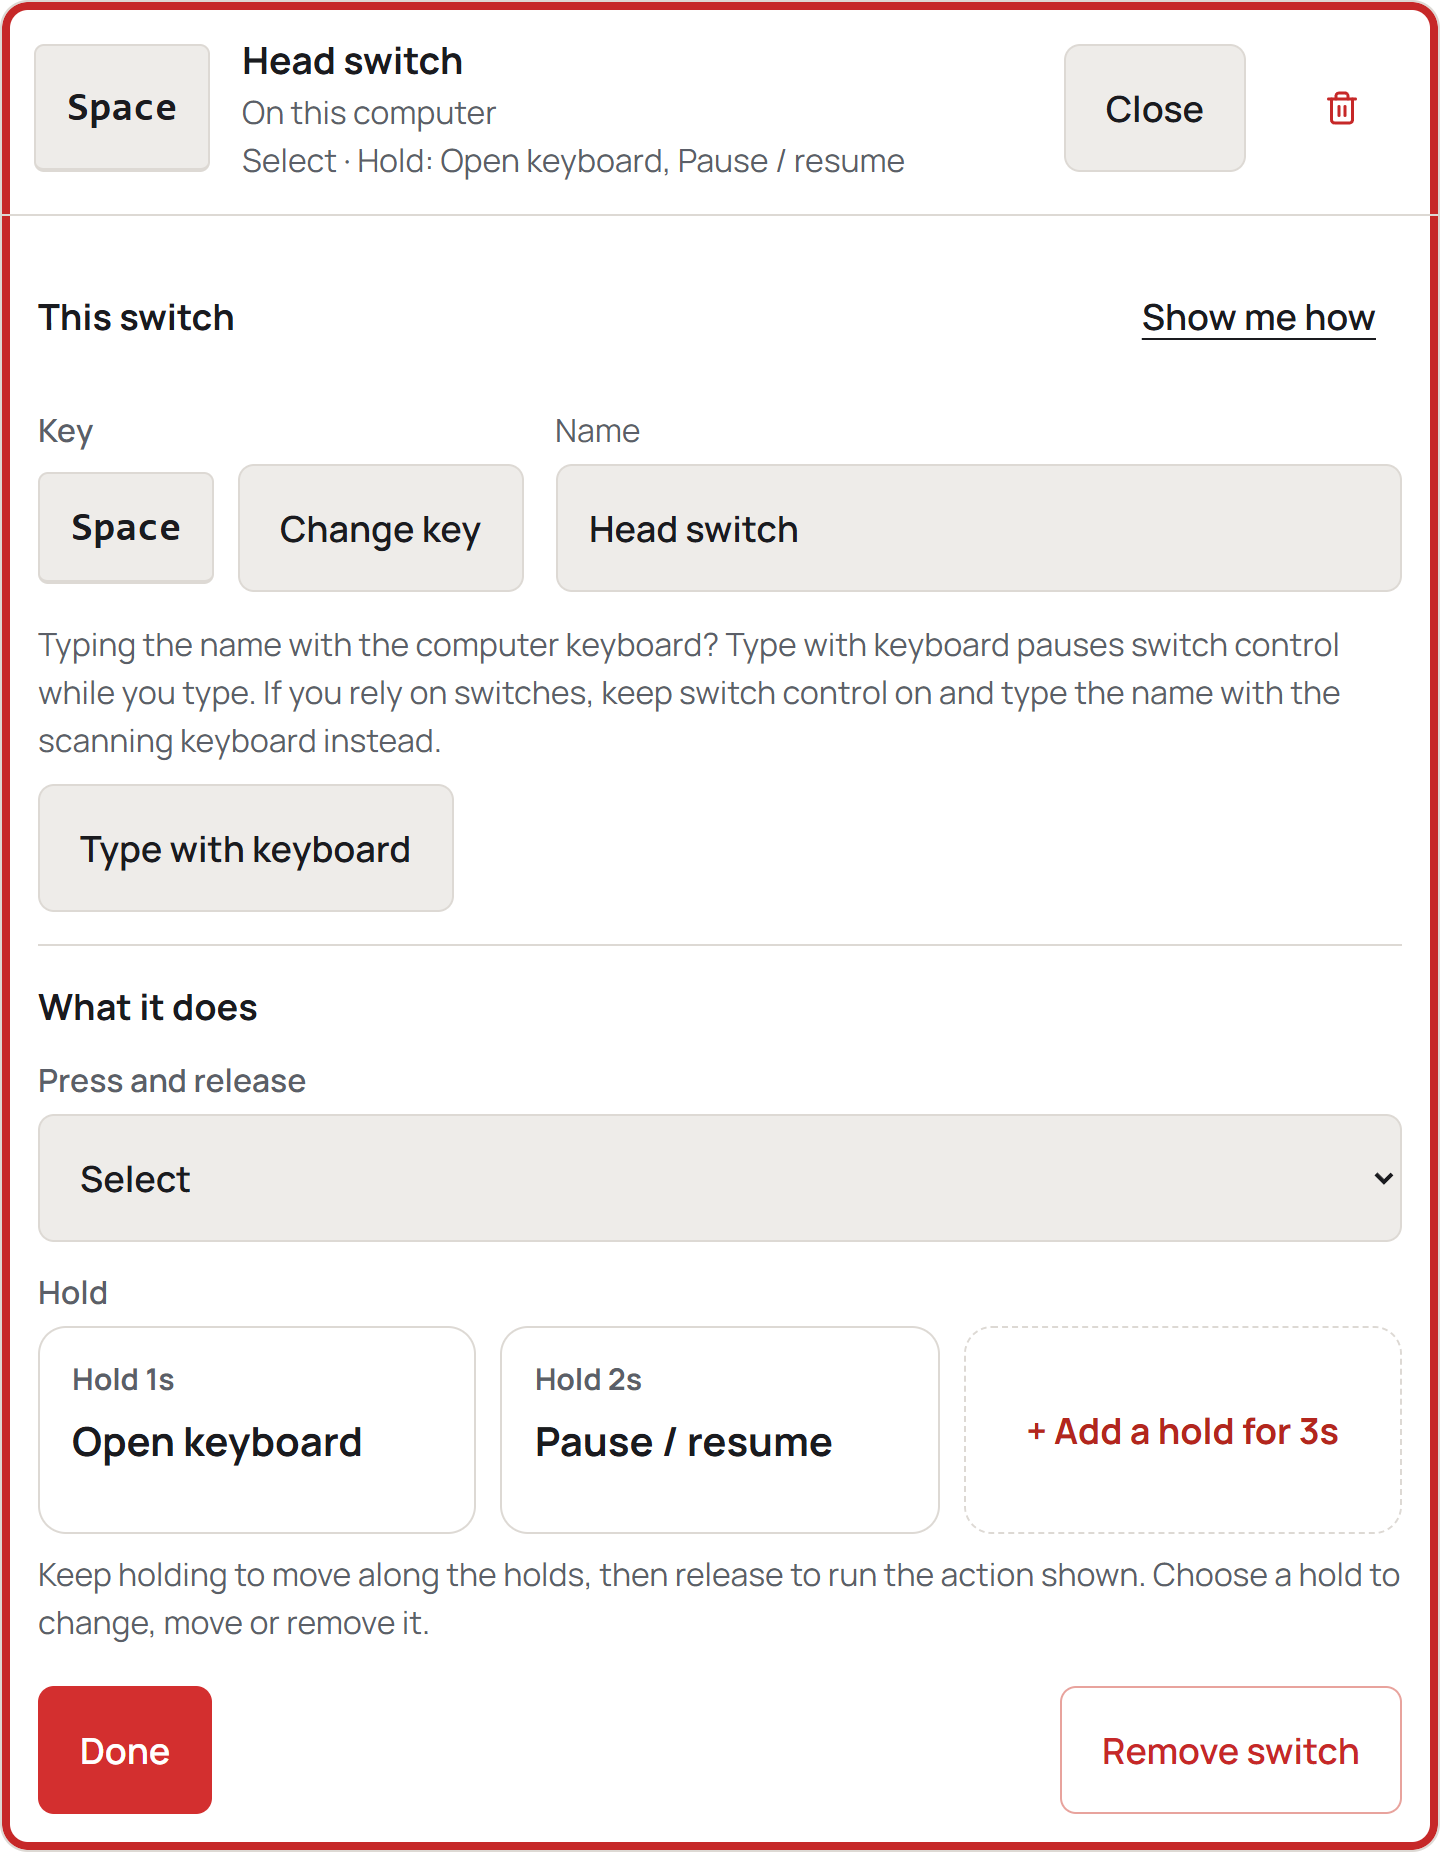 Space
Head switch
On this computer
Select · Hold: Open keyboard, Pause / resume
Close
This switch
Show me how
Key
Name
Space
Change key
Head switch
Typing the name with the computer keyboard? Type with keyboard pauses switch control
while you type. If you rely on switches, keep switch control on and type the name with the
scanning keyboard instead.
Type with keyboard
What it does
Press and release
Select
Hold
Hold 1s
Open keyboard
Hold 2s
Pause / resume
+ Add a hold for 3s
Keep holding to move along the holds, then release to run the action shown. Choose a hold to
change, move or remove it.
Done
Remove switch